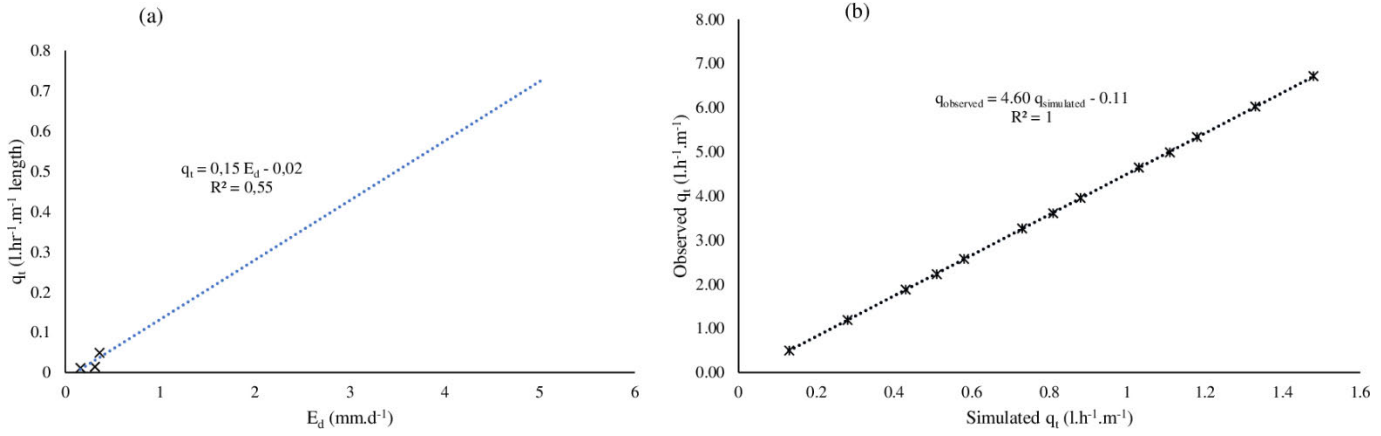 (a)
0.8
0.7
0.6
0.5
0.4
0.3
0.2
0.1
0
qₜ (l.hr⁻¹.m⁻¹ length)
qₜ = 0,15 E_d - 0,02
R² = 0,55
0 1 2 3 4 5 6
E_d (mm.d⁻¹)
(b)
8.00
7.00
6.00
5.00
4.00
3.00
2.00
1.00
0.00
Observed qₜ (l.h⁻¹.m⁻¹)
q_observed = 4.60 q_simulated - 0.11
R² = 1
0 0.2 0.4 0.6 0.8 1 1.2 1.4 1.6
Simulated qₜ (l.h⁻¹.m⁻¹)